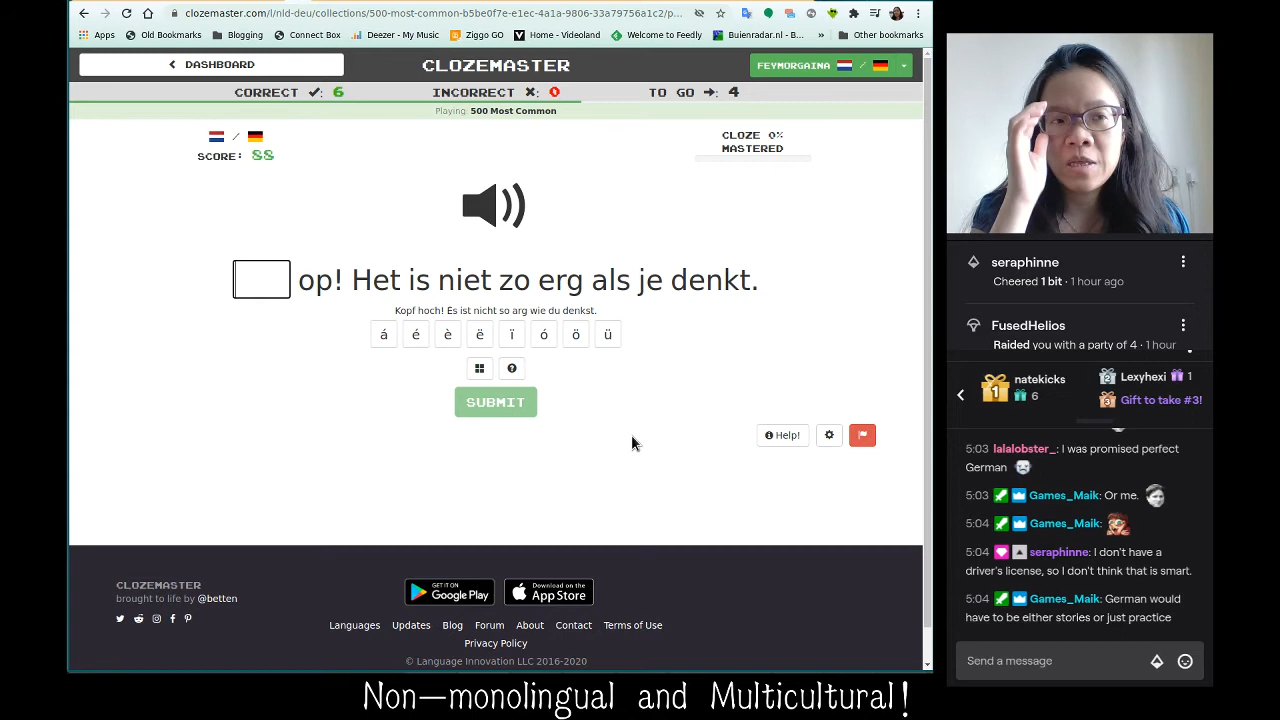 clozemaster.com/l/nld-deu/collections/500-most-common-b5be0f7e-e1ec-4a1a-9806-33a79756a1c2/p...
Apps
Old Bookmarks
Blogging
Connect Box
Deezer - My Music
Ziggo GO
Home - Videoland
Welcome to Feedly
Buienradar.nl - B...
»
Other bookmarks
DASHBOARD
CLOZEMASTER
FEYMORGAINA /
CORRECT ✔: 6
INCORRECT ✖: 0
TO GO ➔: 4
Playing: 500 Most Common
/
SCORE: 88
CLOZE 0%
MASTERED
op! Het is niet zo erg als je denkt.
Kopf hoch! Es ist nicht so arg wie du denkst.
á é è ë ï ó ö ü
SUBMIT
Help!
CLOZEMASTER
brought to life by @betten
GET IT ON
Google Play
Download on the
App Store
Languages Updates Blog Forum About Contact Terms of Use
Privacy Policy
© Language Innovation LLC 2016-2020
seraphinne
Cheered 1 bit · 1 hour ago
FusedHelios
Raided you with a party of 4 · 1 hour
natekicks
6
Lexyhexi 1
Gift to take #3!
5:03 lalalobster_: I was promised perfect
German
5:03 Games_Maik: Or me.
5:04 Games_Maik:
5:04 seraphinne: I don't have a
driver's license, so I don't think that is smart.
5:04 Games_Maik: German would
have to be either stories or just practice
Send a message
Non-monolingual and Multicultural!